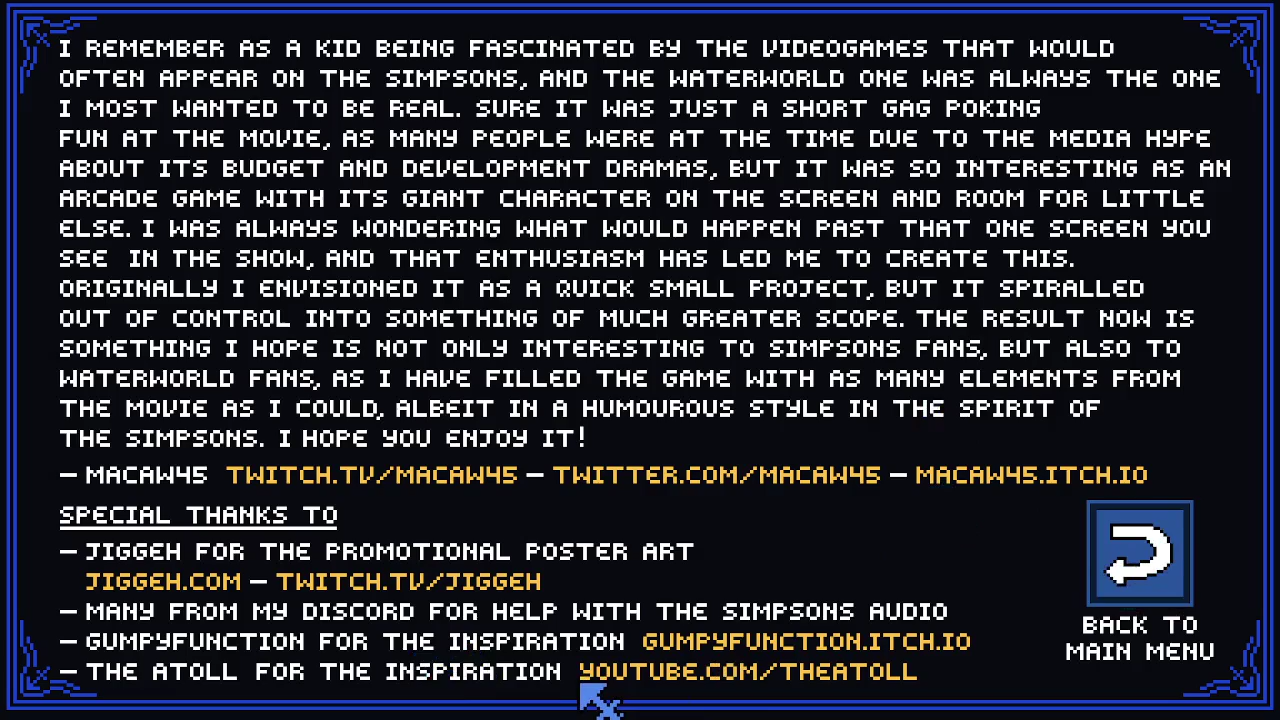 I REMEMBER AS A KID BEING FASCINATED BY THE VIDEOGAMES THAT WOULD
OFTEN APPEAR ON THE SIMPSONS, AND THE WATERWORLD ONE WAS ALWAYS THE ONE
I MOST WANTED TO BE REAL. SURE IT WAS JUST A SHORT GAG POKING
FUN AT THE MOVIE, AS MANY PEOPLE WERE AT THE TIME DUE TO THE MEDIA HYPE
ABOUT ITS BUDGET AND DEVELOPMENT DRAMAS, BUT IT WAS SO INTERESTING AS AN
ARCADE GAME WITH ITS GIANT CHARACTER ON THE SCREEN AND ROOM FOR LITTLE
ELSE. I WAS ALWAYS WONDERING WHAT WOULD HAPPEN PAST THAT ONE SCREEN YOU
SEE IN THE SHOW, AND THAT ENTHUSIASM HAS LED ME TO CREATE THIS.
ORIGINALLY I ENVISIONED IT AS A QUICK SMALL PROJECT, BUT IT SPIRALLED
OUT OF CONTROL INTO SOMETHING OF MUCH GREATER SCOPE. THE RESULT NOW IS
SOMETHING I HOPE IS NOT ONLY INTERESTING TO SIMPSONS FANS, BUT ALSO TO
WATERWORLD FANS, AS I HAVE FILLED THE GAME WITH AS MANY ELEMENTS FROM
THE MOVIE AS I COULD, ALBEIT IN A HUMOUROUS STYLE IN THE SPIRIT OF
THE SIMPSONS. I HOPE YOU ENJOY IT!
– MACAW45 TWITCH.TV/MACAW45 – TWITTER.COM/MACAW45 – MACAW45.ITCH.IO
SPECIAL THANKS TO
– JIGGEH FOR THE PROMOTIONAL POSTER ART
JIGGEH.COM – TWITCH.TV/JIGGEH
– MANY FROM MY DISCORD FOR HELP WITH THE SIMPSONS AUDIO
– GUMPYFUNCTION FOR THE INSPIRATION GUMPYFUNCTION.ITCH.IO
– THE ATOLL FOR THE INSPIRATION YOUTUBE.COM/THEATOLL
BACK TO
MAIN MENU